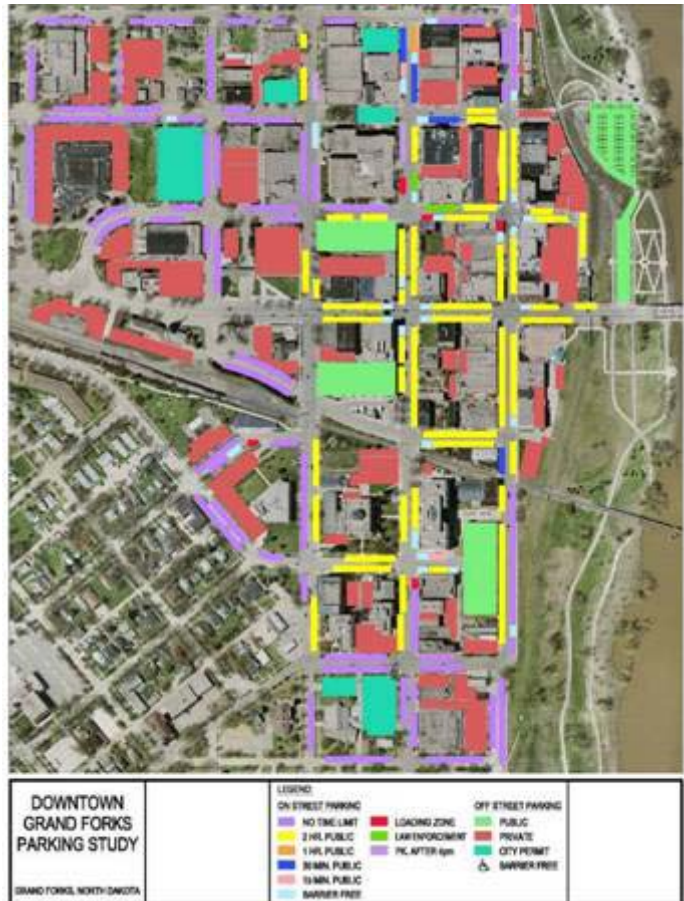 DOWNTOWN
GRAND FORKS
PARKING STUDY
GRAND FORKS, NORTH DAKOTA
LEGEND
ON STREET PARKING
NO TIME LIMIT
2 HR. PUBLIC
1 HR. PUBLIC
30 MIN. PUBLIC
15 MIN. PUBLIC
BARRIER FREE
LOADING ZONE
LAW ENFORCEMENT
PK. AFTER 4pm
OFF STREET PARKING
PUBLIC
PRIVATE
CITY PERMIT
BARRIER FREE